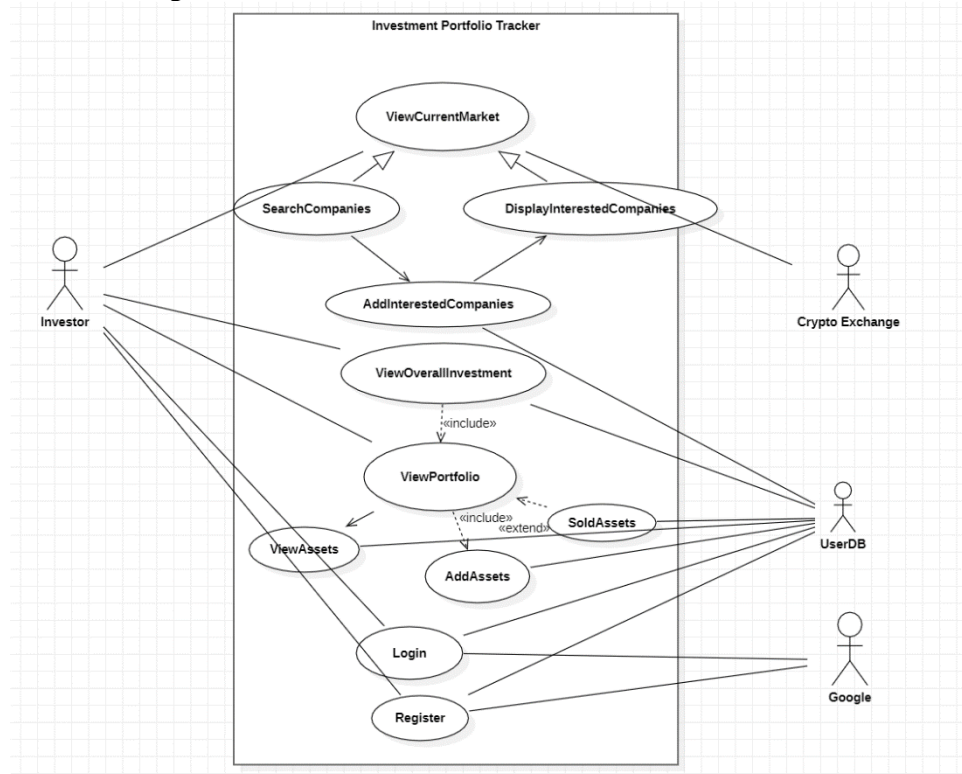 Investment Portfolio Tracker
ViewCurrentMarket
SearchCompanies
DisplayInterestedCompanies
Investor
AddInterestedCompanies
Crypto Exchange
ViewOverallInvestment
«include»
ViewPortfolio
«include»
«extend»
SoldAssets
ViewAssets
UserDB
AddAssets
Login
Google
Register